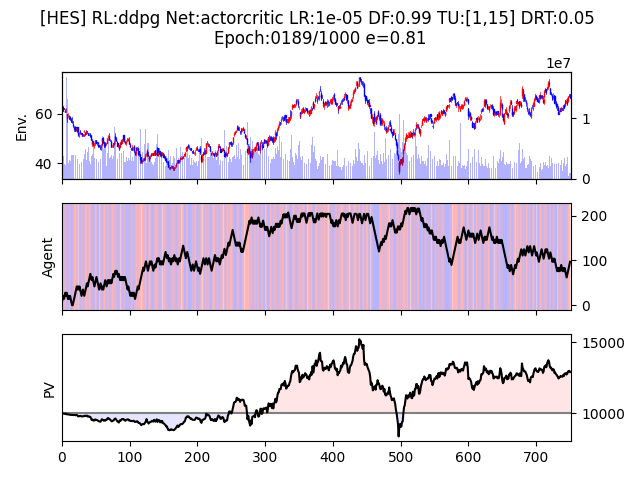 [HES] RL:ddpg Net:actorcritic LR:1e-05 DF:0.99 TU:[1,15] DRT:0.05
Epoch:0189/1000 e=0.81
1e7
Env.
60
40
1
0
Agent
200
100
0
PV
15000
10000
0 100 200 300 400 500 600 700